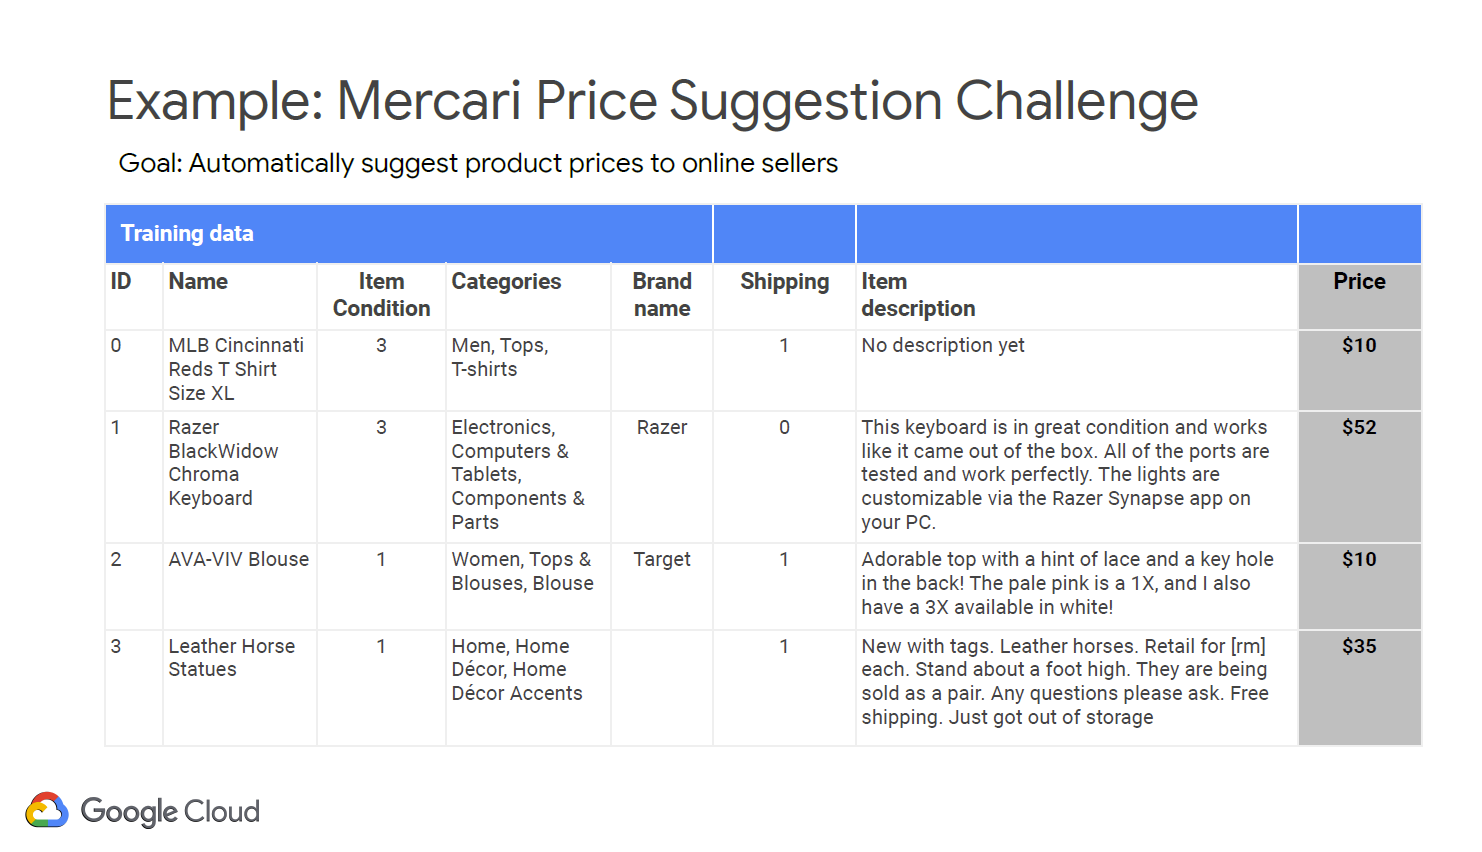 Example: Mercari Price Suggestion Challenge
Goal: Automatically suggest product prices to online sellers
Training data
ID
Name
Item
Condition
Categories
Brand
name
Shipping
Item
description
Price
0
MLB Cincinnati
Reds T Shirt
Size XL
3
Men, Tops,
T-shirts
1
No description yet
$10
1
Razer
BlackWidow
Chroma
Keyboard
3
Electronics,
Computers &
Tablets,
Components &
Parts
Razer
0
This keyboard is in great condition and works
like it came out of the box. All of the ports are
tested and work perfectly. The lights are
customizable via the Razer Synapse app on
your PC.
$52
2
AVA-VIV Blouse
1
Women, Tops &
Blouses, Blouse
Target
1
Adorable top with a hint of lace and a key hole
in the back! The pale pink is a 1X, and I also
have a 3X available in white!
$10
3
Leather Horse
Statues
1
Home, Home
Décor, Home
Décor Accents
1
New with tags. Leather horses. Retail for [rm]
each. Stand about a foot high. They are being
sold as a pair. Any questions please ask. Free
shipping. Just got out of storage
$35
Google Cloud